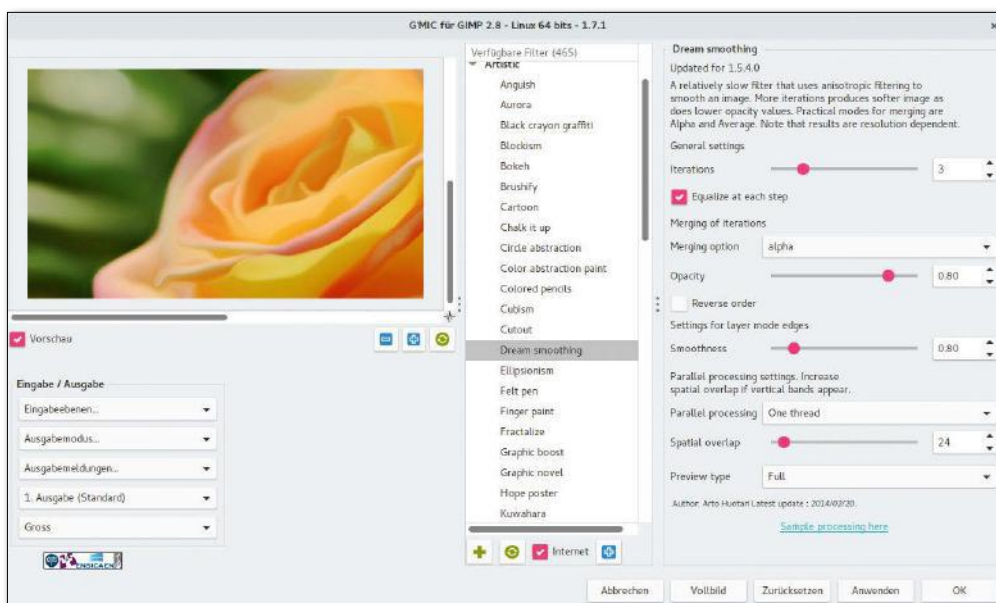 G'MIC für GIMP 2.8 - Linux 64 bits - 1.7.1
Vorschau
Eingabe / Ausgabe
Eingabeebenen...
Ausgabemodus...
Ausgabemeldungen...
1. Ausgabe (Standard)
Gross
ENSICAEN
Verfügbare Filter (465)
Artistic
Anguish
Aurora
Black crayon graffiti
Blockism
Bokeh
Brushify
Cartoon
Chalk it up
Circle abstraction
Color abstraction paint
Colored pencils
Cubism
Cutout
Dream smoothing
Ellipsionism
Felt pen
Finger paint
Fractalize
Graphic boost
Graphic novel
Hope poster
Kuwahara
Internet
Dream smoothing
Updated for 1.5.4.0
A relatively slow filter that uses anisotropic filtering to
smooth an image. More iterations produces softer image as
does lower opacity values. Practical modes for merging are
Alpha and Average. Note that results are resolution dependent.
General settings
Iterations 3
Equalize at each step
Merging of iterations
Merging option alpha
Opacity 0.80
Reverse order
Settings for layer mode edges
Smoothness 0.80
Parallel processing settings. Increase
spatial overlap if vertical bands appear.
Parallel processing One thread
Spatial overlap 24
Preview type Full
Author: Arto Huotari Latest update : 2014/02/20.
Sample processing here
Abbrechen Vollbild Zurücksetzen Anwenden OK